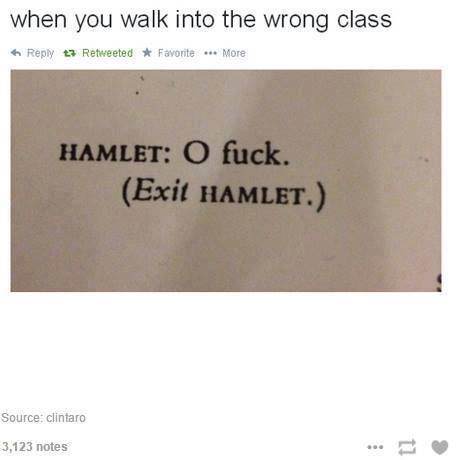 when you walk into the wrong class
Reply Retweeted Favorite ••• More
HAMLET: O fuck.
(Exit HAMLET.)
Source: clintaro
3,123 notes